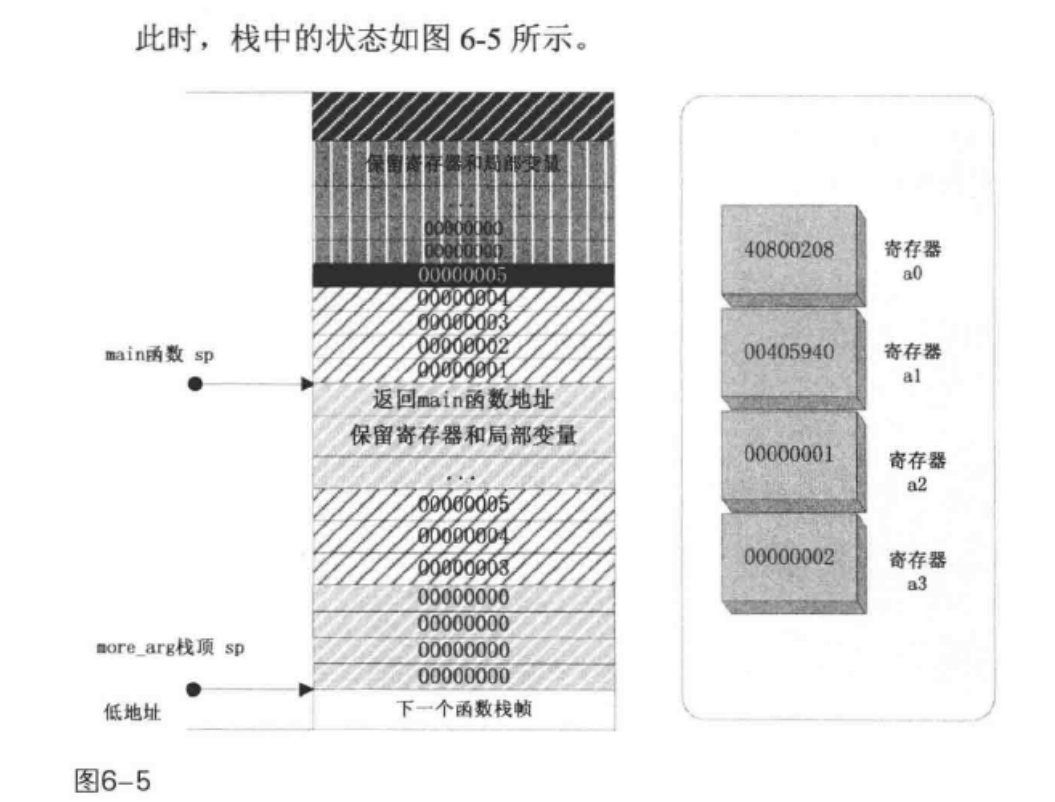 此时，栈中的状态如图 6-5 所示。
保留寄存器和局部变量
...
00000000
00000000
00000005
00000004
00000003
00000002
00000001
main函数 sp
返回main函数地址
保留寄存器和局部变量
...
00000005
00000004
00000003
00000000
00000000
00000000
00000000
more_arg栈顶 sp
低地址
下一个函数栈帧
40800208
寄存器
a0
00405940
寄存器
a1
00000001
寄存器
a2
00000002
寄存器
a3
图6-5